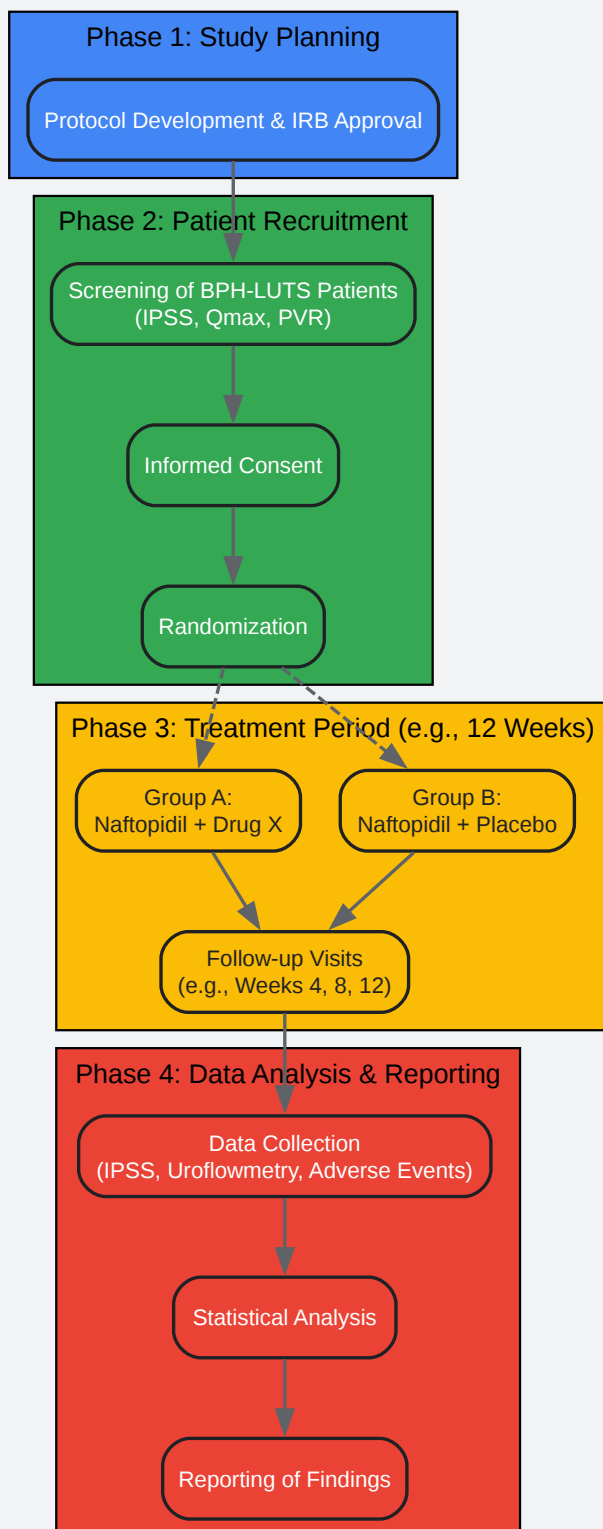 Phase 1: Study Planning
Protocol Development & IRB Approval
Phase 2: Patient Recruitment
Screening of BPH-LUTS Patients
(IPSS, Qmax, PVR)
Informed Consent
Randomization
Phase 3: Treatment Period (e.g., 12 Weeks)
Group A:
Naftopidil + Drug X
Group B:
Naftopidil + Placebo
Follow-up Visits
(e.g., Weeks 4, 8, 12)
Phase 4: Data Analysis & Reporting
Data Collection
(IPSS, Uroflowmetry, Adverse Events)
Statistical Analysis
Reporting of Findings